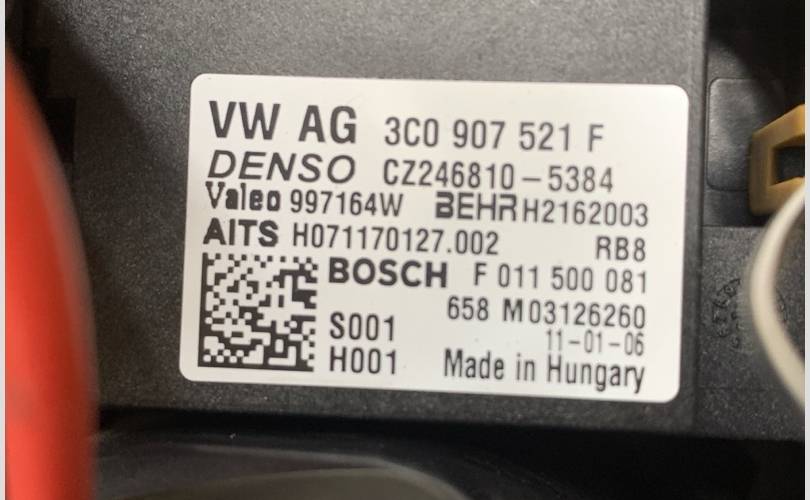 VW AG 3C0 907 521 F
DENSO CZ246810-5384
Valeo 997164W BEHR H2162003
AITS H071170127.002 RB8
BOSCH F 011 500 081
658 M03126260
S001 11-01-06
H001 Made in Hungary